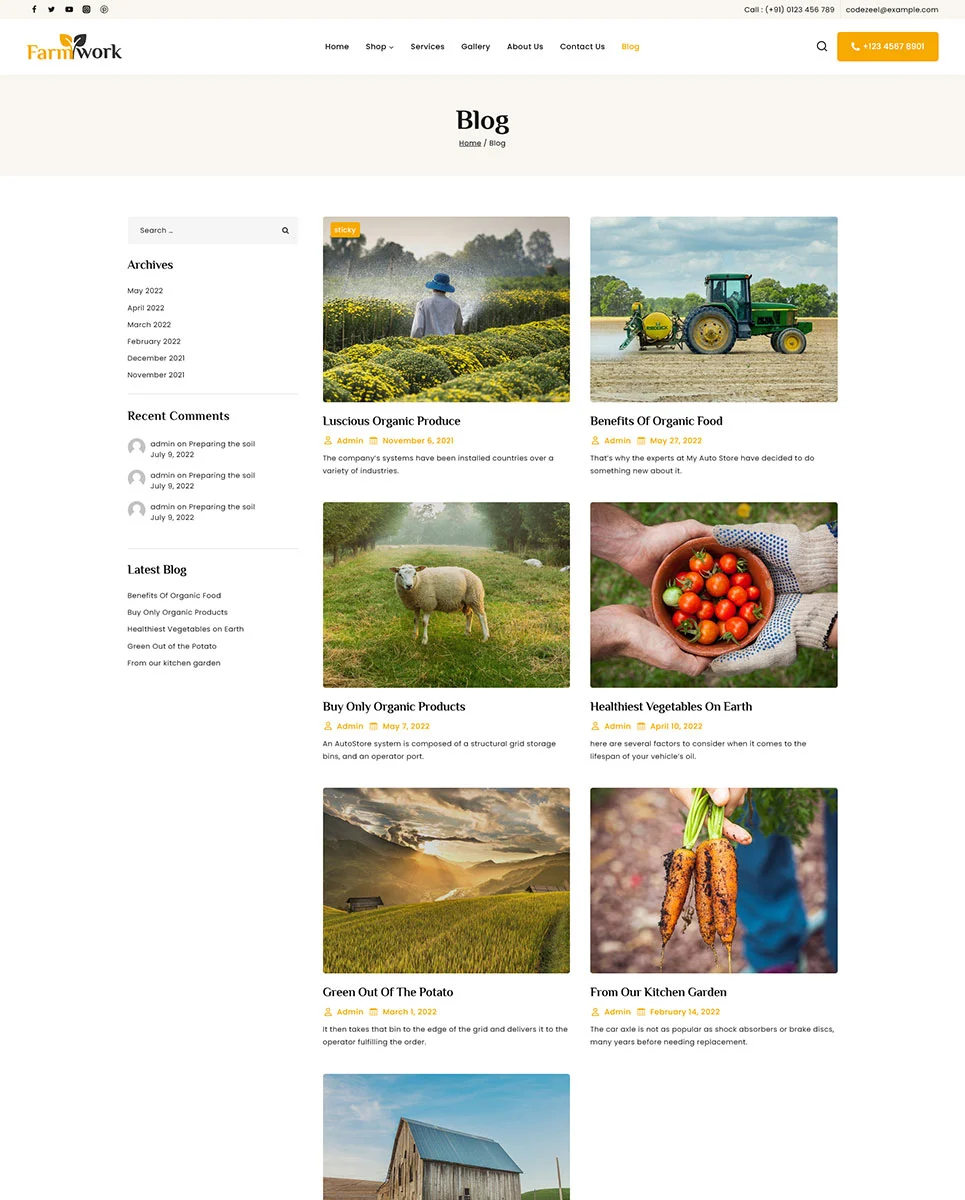 Call : (+91) 0123 456 789 codezeel@example.com
Farmwork
Home Shop Services Gallery About Us Contact Us Blog
+123 4567 8901
Blog
Home / Blog
Search ...
Archives
May 2022
April 2022
March 2022
February 2022
December 2021
November 2021
Recent Comments
admin on Preparing the soil
July 9, 2022
admin on Preparing the soil
July 9, 2022
admin on Preparing the soil
July 9, 2022
Latest Blog
Benefits Of Organic Food
Buy Only Organic Products
Healthiest Vegetables on Earth
Green Out of the Potato
From our kitchen garden
sticky
Luscious Organic Produce
Admin November 6, 2021
The company's systems have been installed countries over a
variety of industries.
Benefits Of Organic Food
Admin May 27, 2022
That's why the experts at My Auto Store have decided to do
something new about it.
Buy Only Organic Products
Admin May 7, 2022
An AutoStore system is composed of a structural grid storage
bins, and an operator port.
Healthiest Vegetables On Earth
Admin April 10, 2022
here are several factors to consider when it comes to the
lifespan of your vehicle's oil.
Green Out Of The Potato
Admin March 1, 2022
It then takes that bin to the edge of the grid and delivers it to the
operator fulfilling the order.
From Our Kitchen Garden
Admin February 14, 2022
The car axle is not as popular as shock absorbers or brake discs,
many years before needing replacement.